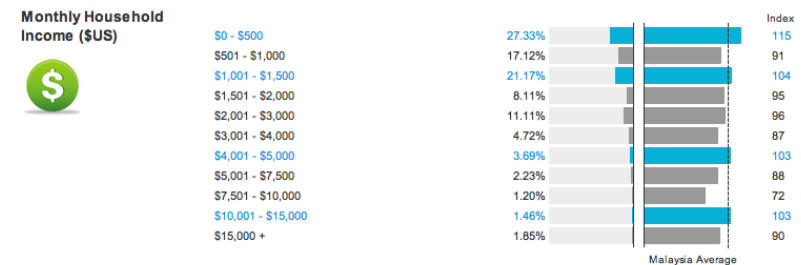 Monthly Household
Income ($US)
$
Index
$0 - $500 27.33% 115
$501 - $1,000 17.12% 91
$1,001 - $1,500 21.17% 104
$1,501 - $2,000 8.11% 95
$2,001 - $3,000 11.11% 96
$3,001 - $4,000 4.72% 87
$4,001 - $5,000 3.69% 103
$5,001 - $7,500 2.23% 88
$7,501 - $10,000 1.20% 72
$10,001 - $15,000 1.46% 103
$15,000 + 1.85% 90
Malaysia Average